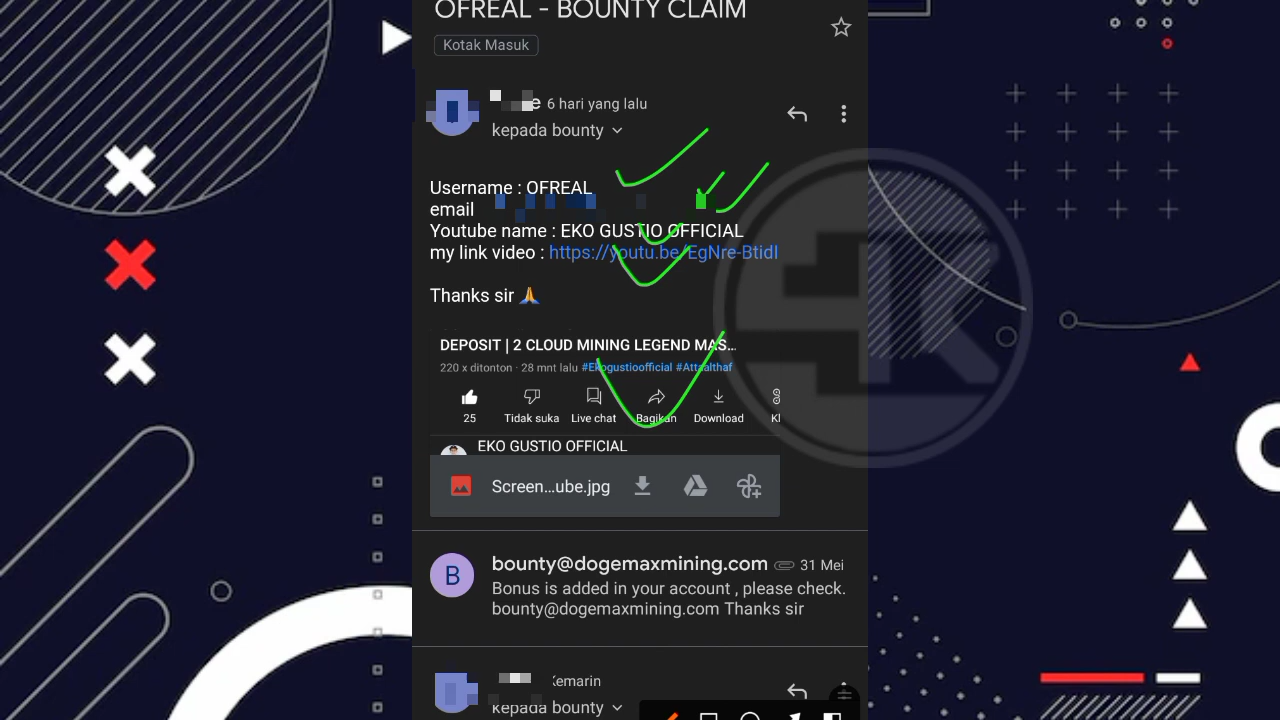 OFREAL - BOUNTY CLAIM
Kotak Masuk
e 6 hari yang lalu
kepada bounty
Username : OFREAL
email
Youtube name : EKO GUSTIO OFFICIAL
my link video : https://youtu.be/EgNre-BtidI
Thanks sir 🙏
DEPOSIT | 2 CLOUD MINING LEGEND MAS...
220 x ditonton · 28 mnt lalu #Ekogustioofficial #Attaalthaf
25 Tidak suka Live chat Bagikan Download Kl
EKO GUSTIO OFFICIAL
Screen...ube.jpg
B bounty@dogemaxmining.com 31 Mei
Bonus is added in your account , please check.
bounty@dogemaxmining.com Thanks sir
Kemarin
kepada bounty